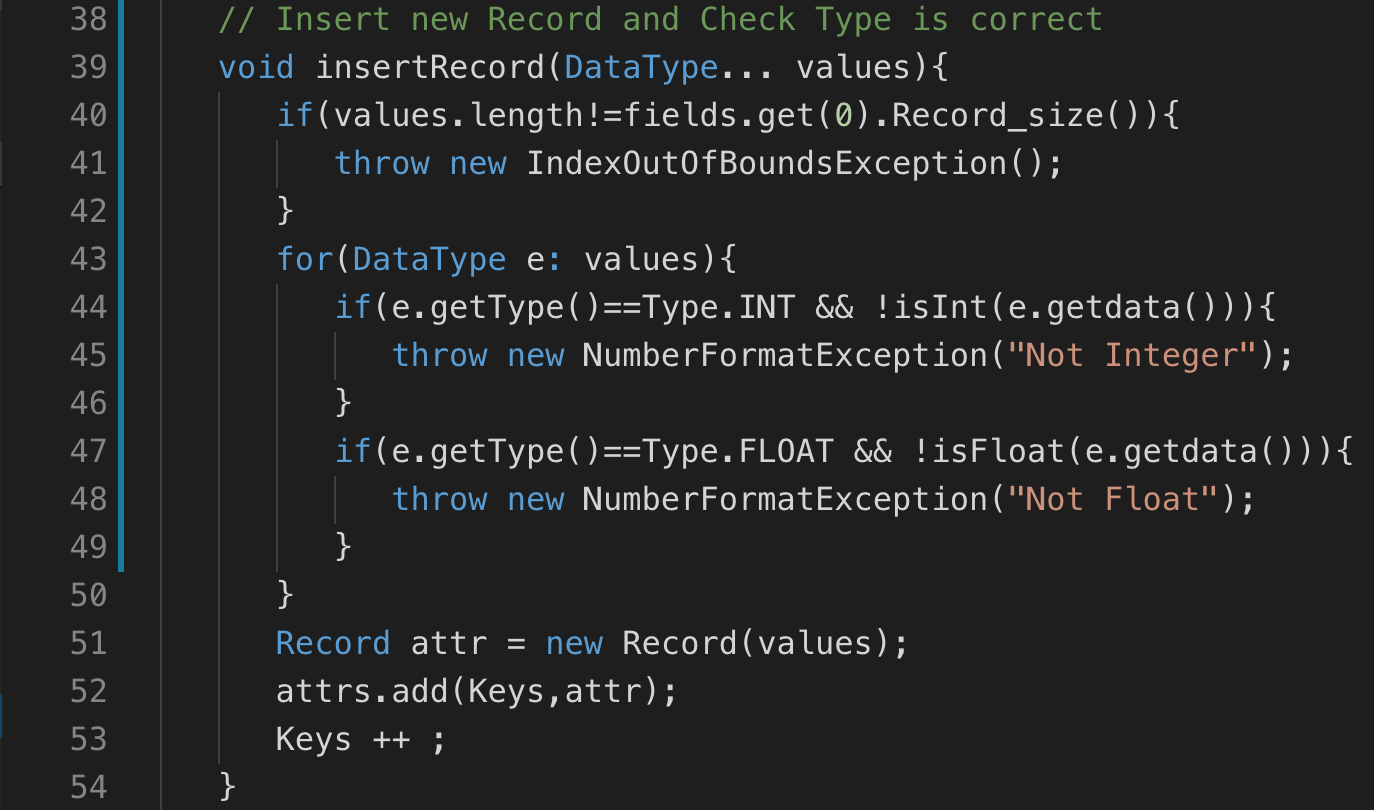 38 // Insert new Record and Check Type is correct
39 void insertRecord(DataType... values){
40 if(values.length!=fields.get(0).Record_size()){
41 throw new IndexOutOfBoundsException();
42 }
43 for(DataType e: values){
44 if(e.getType()==Type.INT && !isInt(e.getdata())){
45 throw new NumberFormatException("Not Integer");
46 }
47 if(e.getType()==Type.FLOAT && !isFloat(e.getdata())){
48 throw new NumberFormatException("Not Float");
49 }
50 }
51 Record attr = new Record(values);
52 attrs.add(Keys,attr);
53 Keys ++ ;
54 }